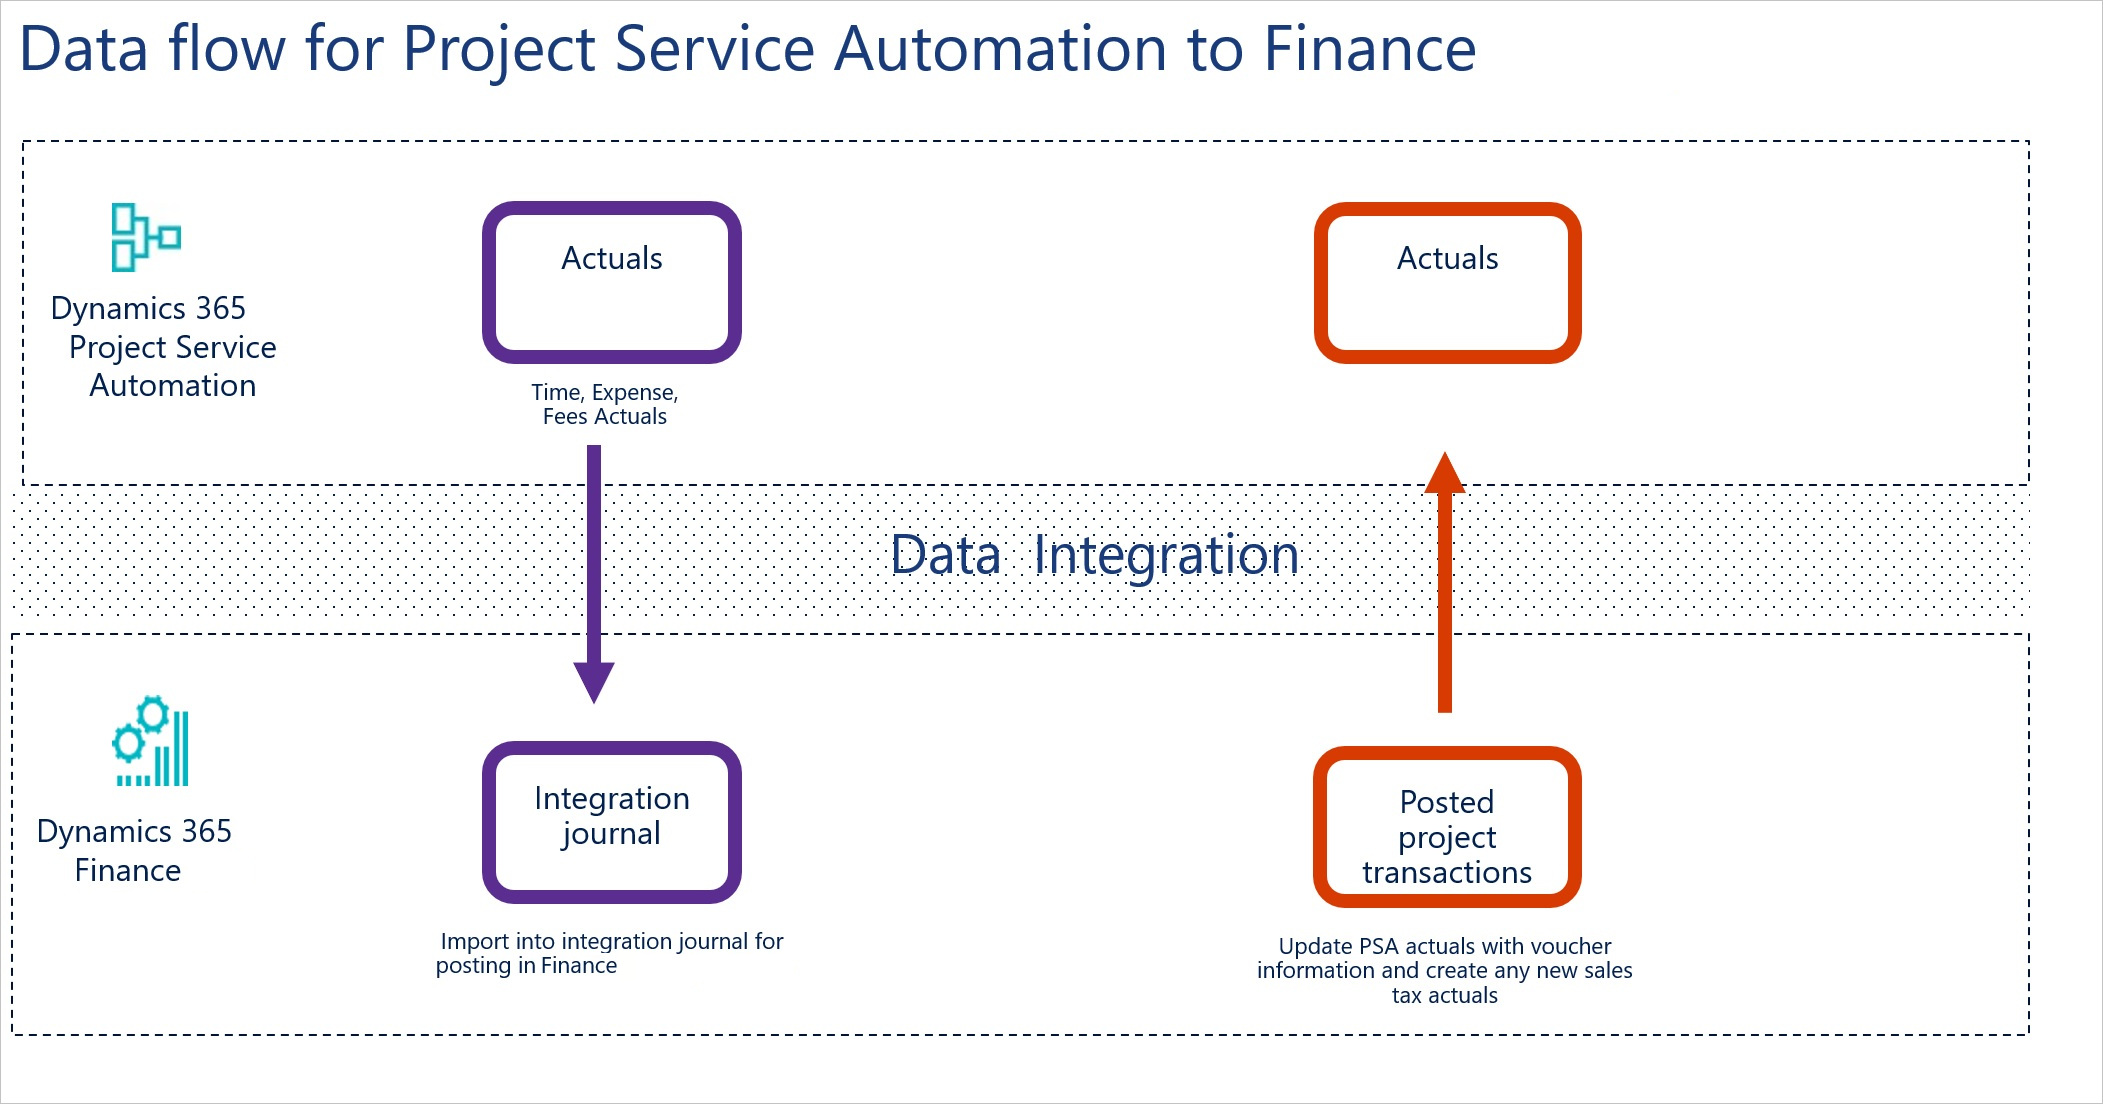 Data flow for Project Service Automation to Finance
Dynamics 365
Project Service
Automation
Actuals
Time, Expense,
Fees Actuals
Actuals
Data Integration
Dynamics 365
Finance
Integration
journal
Import into integration journal for
posting in Finance
Posted
project
transactions
Update PSA actuals with voucher
information and create any new sales
tax actuals